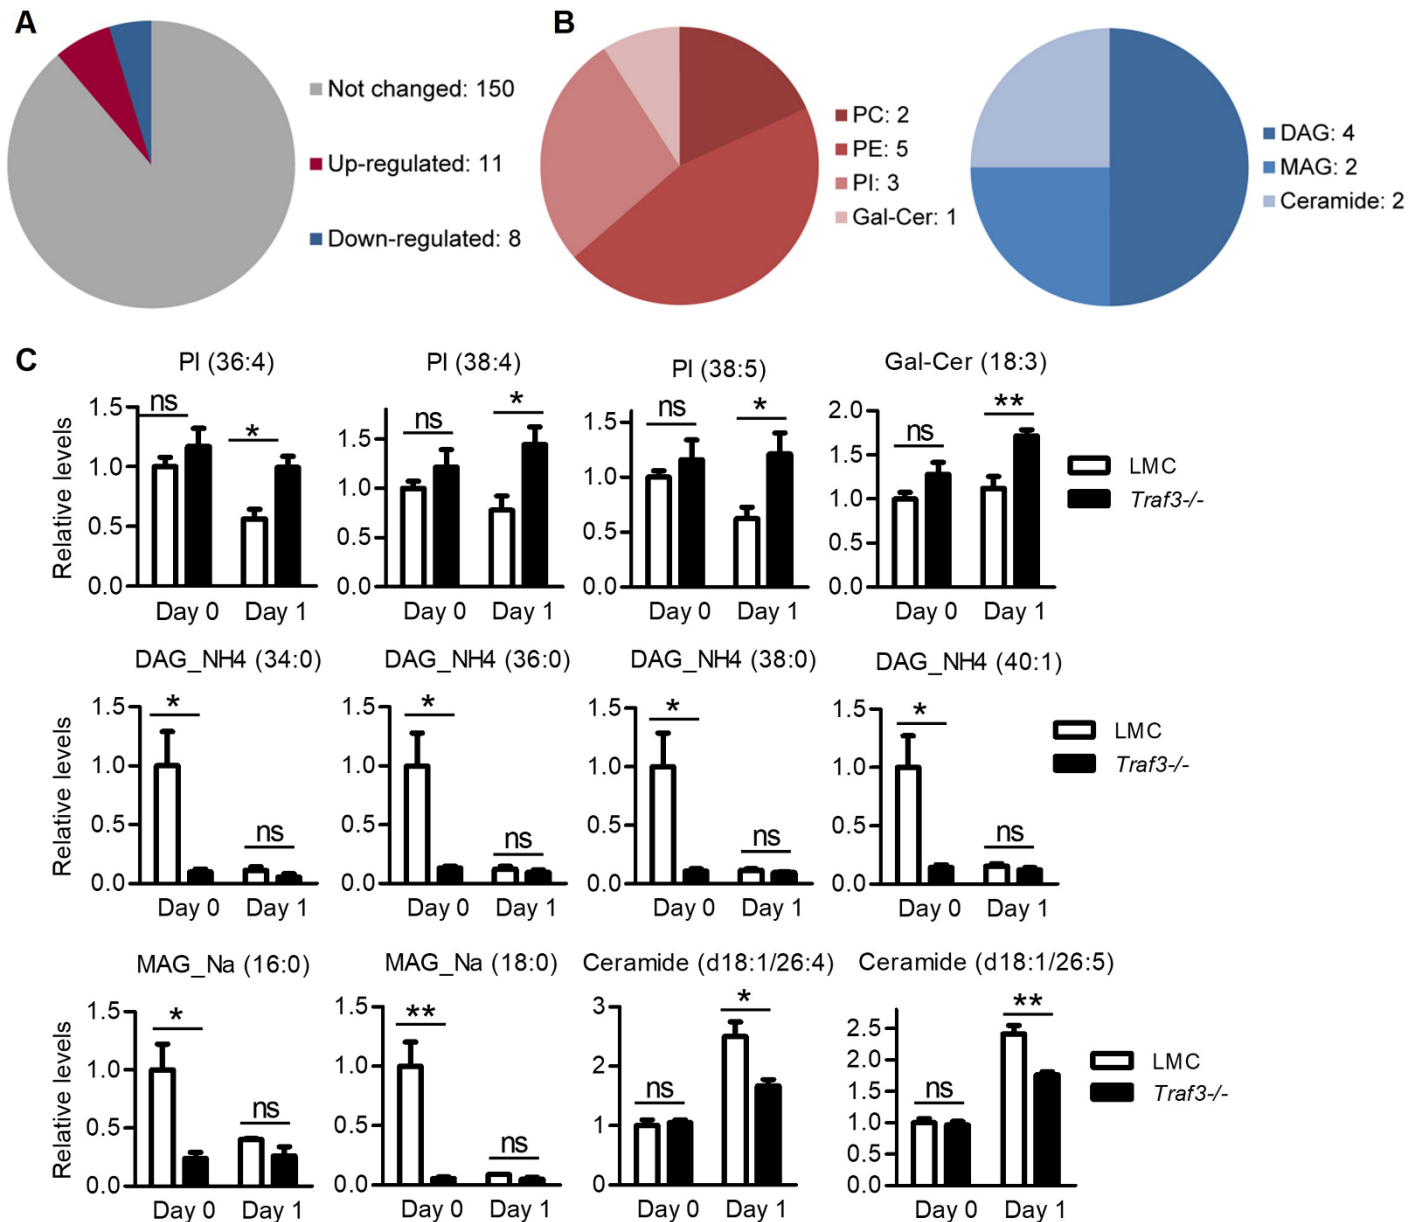 A
Not changed: 150
Up-regulated: 11
Down-regulated: 8
B
PC: 2
PE: 5
PI: 3
Gal-Cer: 1
DAG: 4
MAG: 2
Ceramide: 2
C
PI (36:4)
PI (38:4)
PI (38:5)
Gal-Cer (18:3)
Relative levels
1.5
1.0
0.5
0.0
ns
*
Day 0 Day 1
1.5
1.0
0.5
0.0
ns
*
Day 0 Day 1
1.5
1.0
0.5
0.0
ns
*
Day 0 Day 1
2.0
1.5
1.0
0.5
0.0
ns
**
Day 0 Day 1
LMC
Traf3-/-
DAG_NH4 (34:0)
DAG_NH4 (36:0)
DAG_NH4 (38:0)
DAG_NH4 (40:1)
Relative levels
1.5
1.0
0.5
0.0
*
ns
Day 0 Day 1
1.5
1.0
0.5
0.0
*
ns
Day 0 Day 1
1.5
1.0
0.5
0.0
*
ns
Day 0 Day 1
1.5
1.0
0.5
0.0
*
ns
Day 0 Day 1
LMC
Traf3-/-
MAG_Na (16:0)
MAG_Na (18:0)
Ceramide (d18:1/26:4)
Ceramide (d18:1/26:5)
Relative levels
1.5
1.0
0.5
0.0
*
ns
Day 0 Day 1
1.5
1.0
0.5
0.0
**
ns
Day 0 Day 1
3
2
1
0
ns
*
Day 0 Day 1
2.5
2.0
1.5
1.0
0.5
0.0
ns
**
Day 0 Day 1
LMC
Traf3-/-